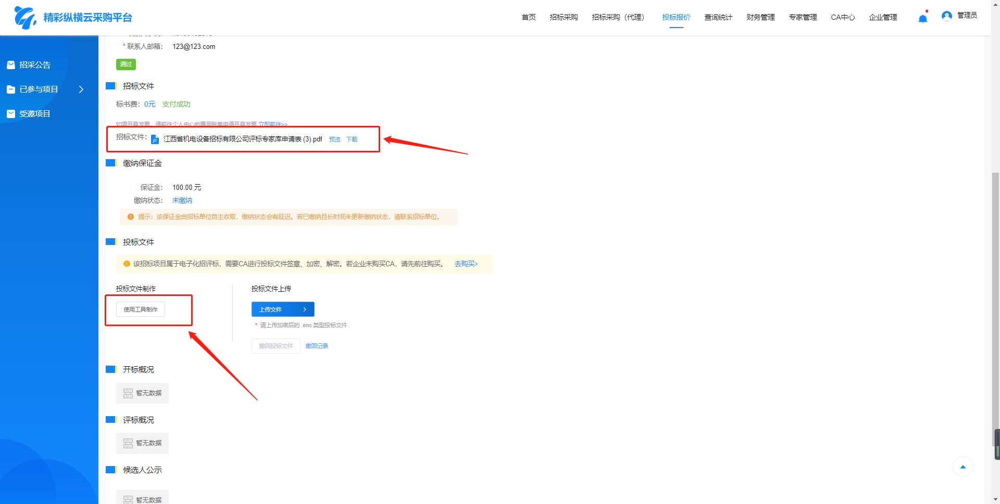 精彩纵横云采购平台
首页 招标采购 招标采购（代理） 投标报价 查询统计 财务管理 专家管理 CA中心 企业管理 管理员
招采公告
已参与项目
受邀项目
* 联系人邮箱： 123@123.com
通过
招标文件
标书费：0元 支付成功
如需开具发票，请前往个人中心的费用账单申请开具发票 立即前往>>
招标文件： 江西省机电设备招标有限公司评标专家库申请表 (3).pdf 预览 下载
缴纳保证金
保证金： 100.00 元
缴纳状态： 未缴纳
提示：该保证金由招标单位自主收取，缴纳状态会有延迟。若已缴纳且长时间未更新缴纳状态，请联系招标单位。
投标文件
该招标项目属于电子化招评标，需要CA进行投标文件签章、加密、解密。若企业未购买CA，请先前往购买。 去购买>
投标文件制作
使用工具制作
投标文件上传
上传文件
* 请上传加密后的 .enc 类型投标文件
撤回投标文件 撤回记录
开标概况
暂无数据
评标概况
暂无数据
候选人公示
暂无数据